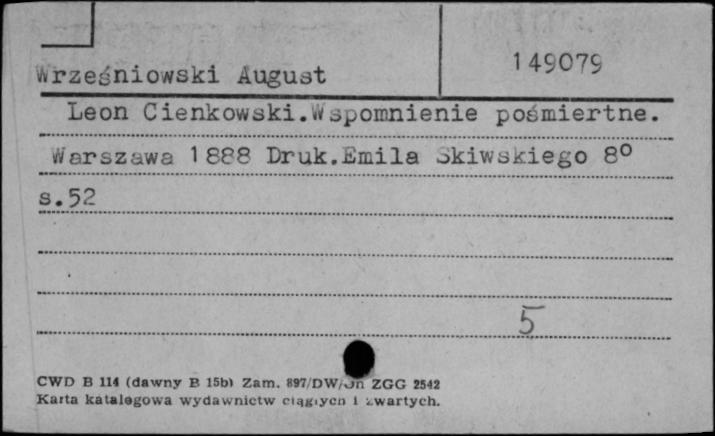 Wrześniowski August
149079
Leon Cienkowski.Wspomnienie pośmiertne.
Warszawa 1888 Druk.Emila Skiwskiego 8º
s.52
5
CWD B 114 (dawny B 15b) Zam. 897/DW/Jn ZGG 2542
Karta katalogowa wydawnictw ciągłych i zwartych.